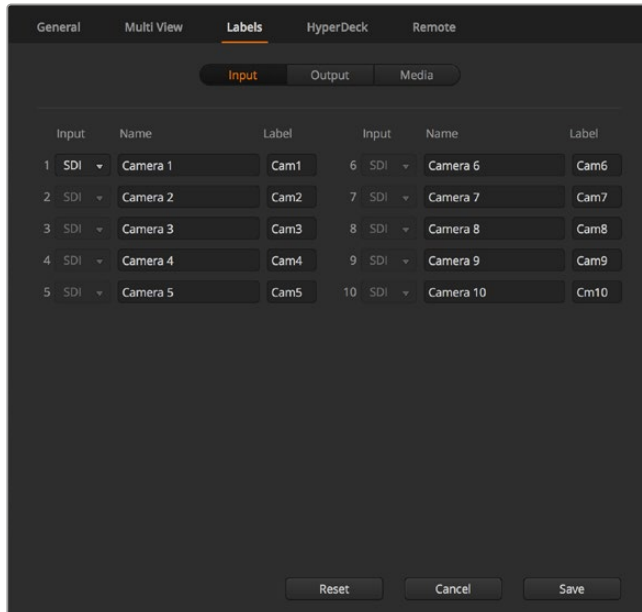 General Multi View Labels HyperDeck Remote
Input Output Media
Input Name Label Input Name Label
1 SDI Camera 1 Cam1 6 SDI Camera 6 Cam6
2 SDI Camera 2 Cam2 7 SDI Camera 7 Cam7
3 SDI Camera 3 Cam3 8 SDI Camera 8 Cam8
4 SDI Camera 4 Cam4 9 SDI Camera 9 Cam9
5 SDI Camera 5 Cam5 10 SDI Camera 10 Cm10
Reset Cancel Save